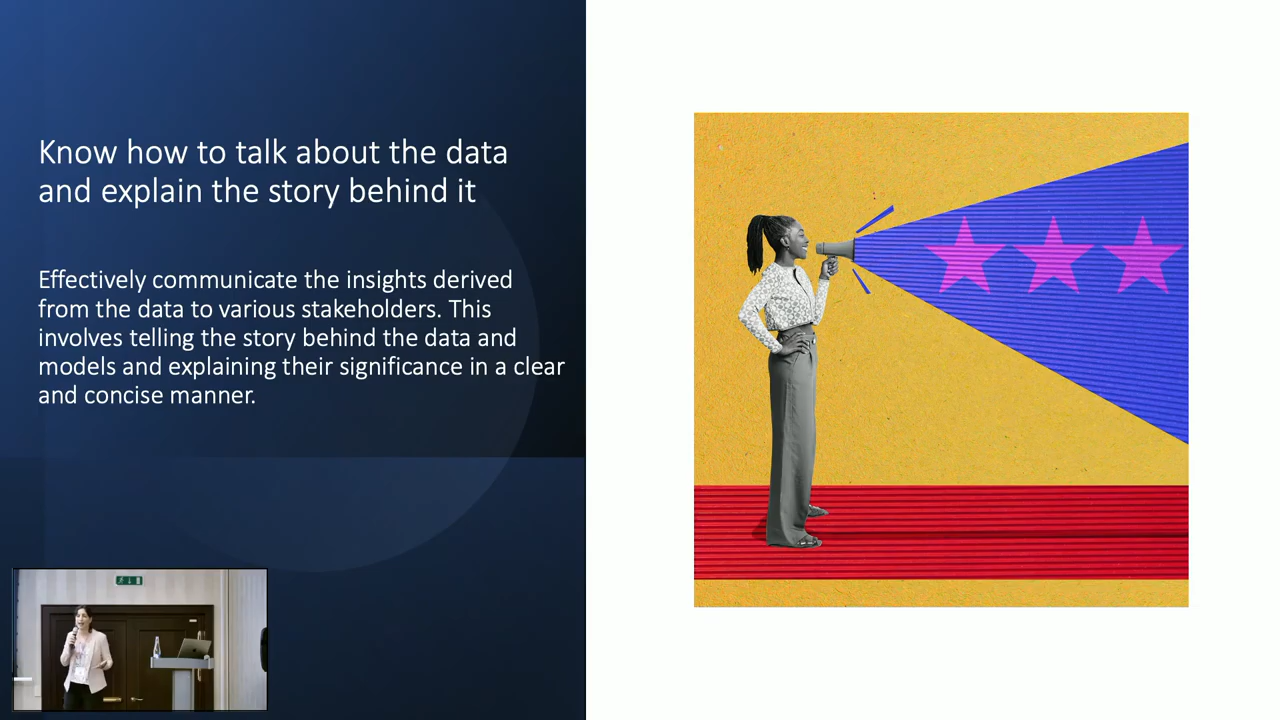 Know how to talk about the data
and explain the story behind it
Effectively communicate the insights derived
from the data to various stakeholders. This
involves telling the story behind the data and
models and explaining their significance in a clear
and concise manner.